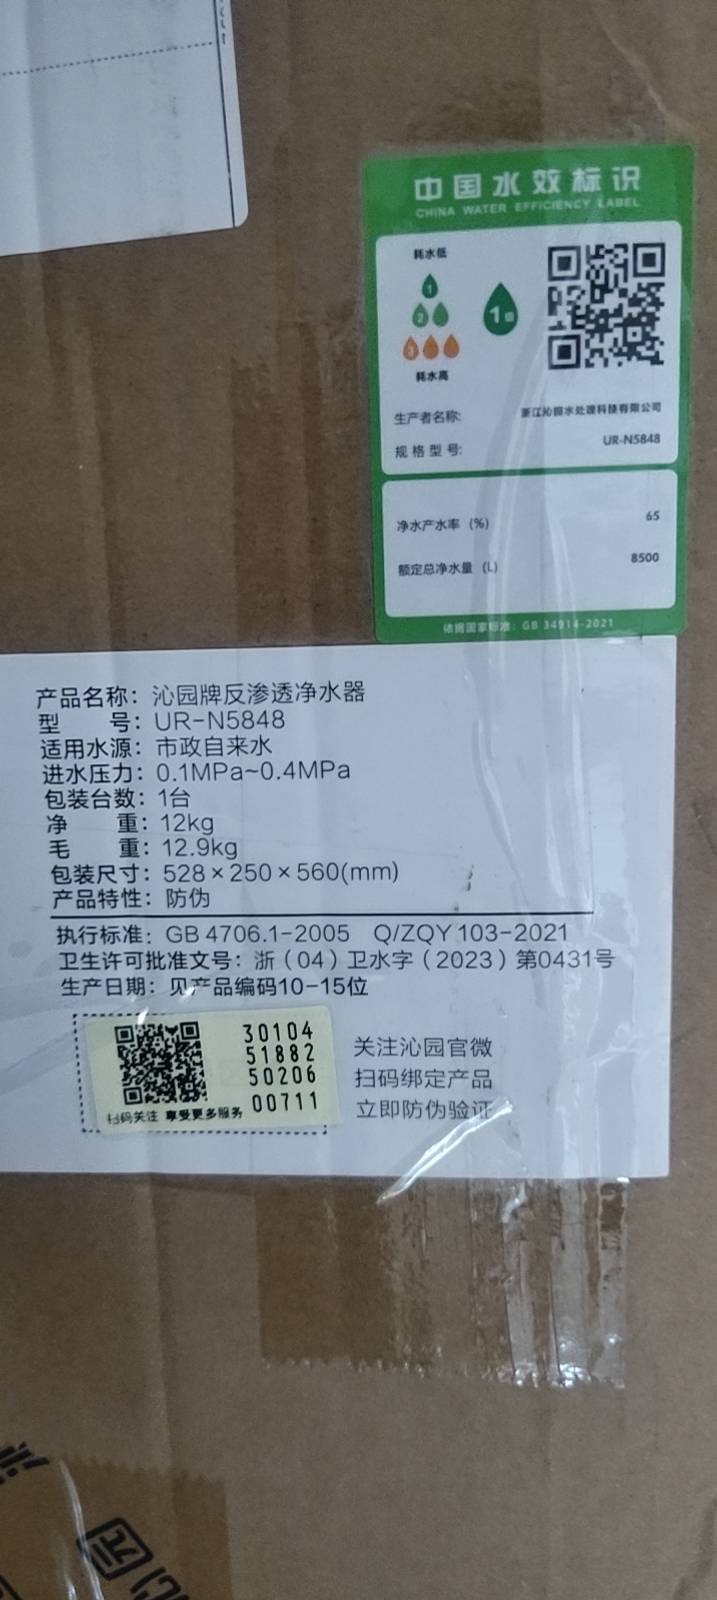 中国水效标识
CHINA WATER EFFICIENCY LABEL
耗水低
1
2
3
耗水高
1级
生产者名称: 浙江沁园水处理科技有限公司
规格型号: UR-N5848
净水产水率 (%) 65
额定总净水量 (L) 8500
依据国家标准: GB 34914-2021
产品名称: 沁园牌反渗透净水器
型 号: UR-N5848
适用水源: 市政自来水
进水压力: 0.1MPa~0.4MPa
包装台数: 1台
净 重: 12kg
毛 重: 12.9kg
包装尺寸: 528×250×560(mm)
产品特性: 防伪
执行标准: GB 4706.1-2005 Q/ZQY 103-2021
卫生许可批准文号: 浙（04）卫水字（2023）第0431号
生产日期: 见产品编码10-15位
30104
51882
50206
00711
扫码关注 享受更多服务
关注沁园官微
扫码绑定产品
立即防伪验证